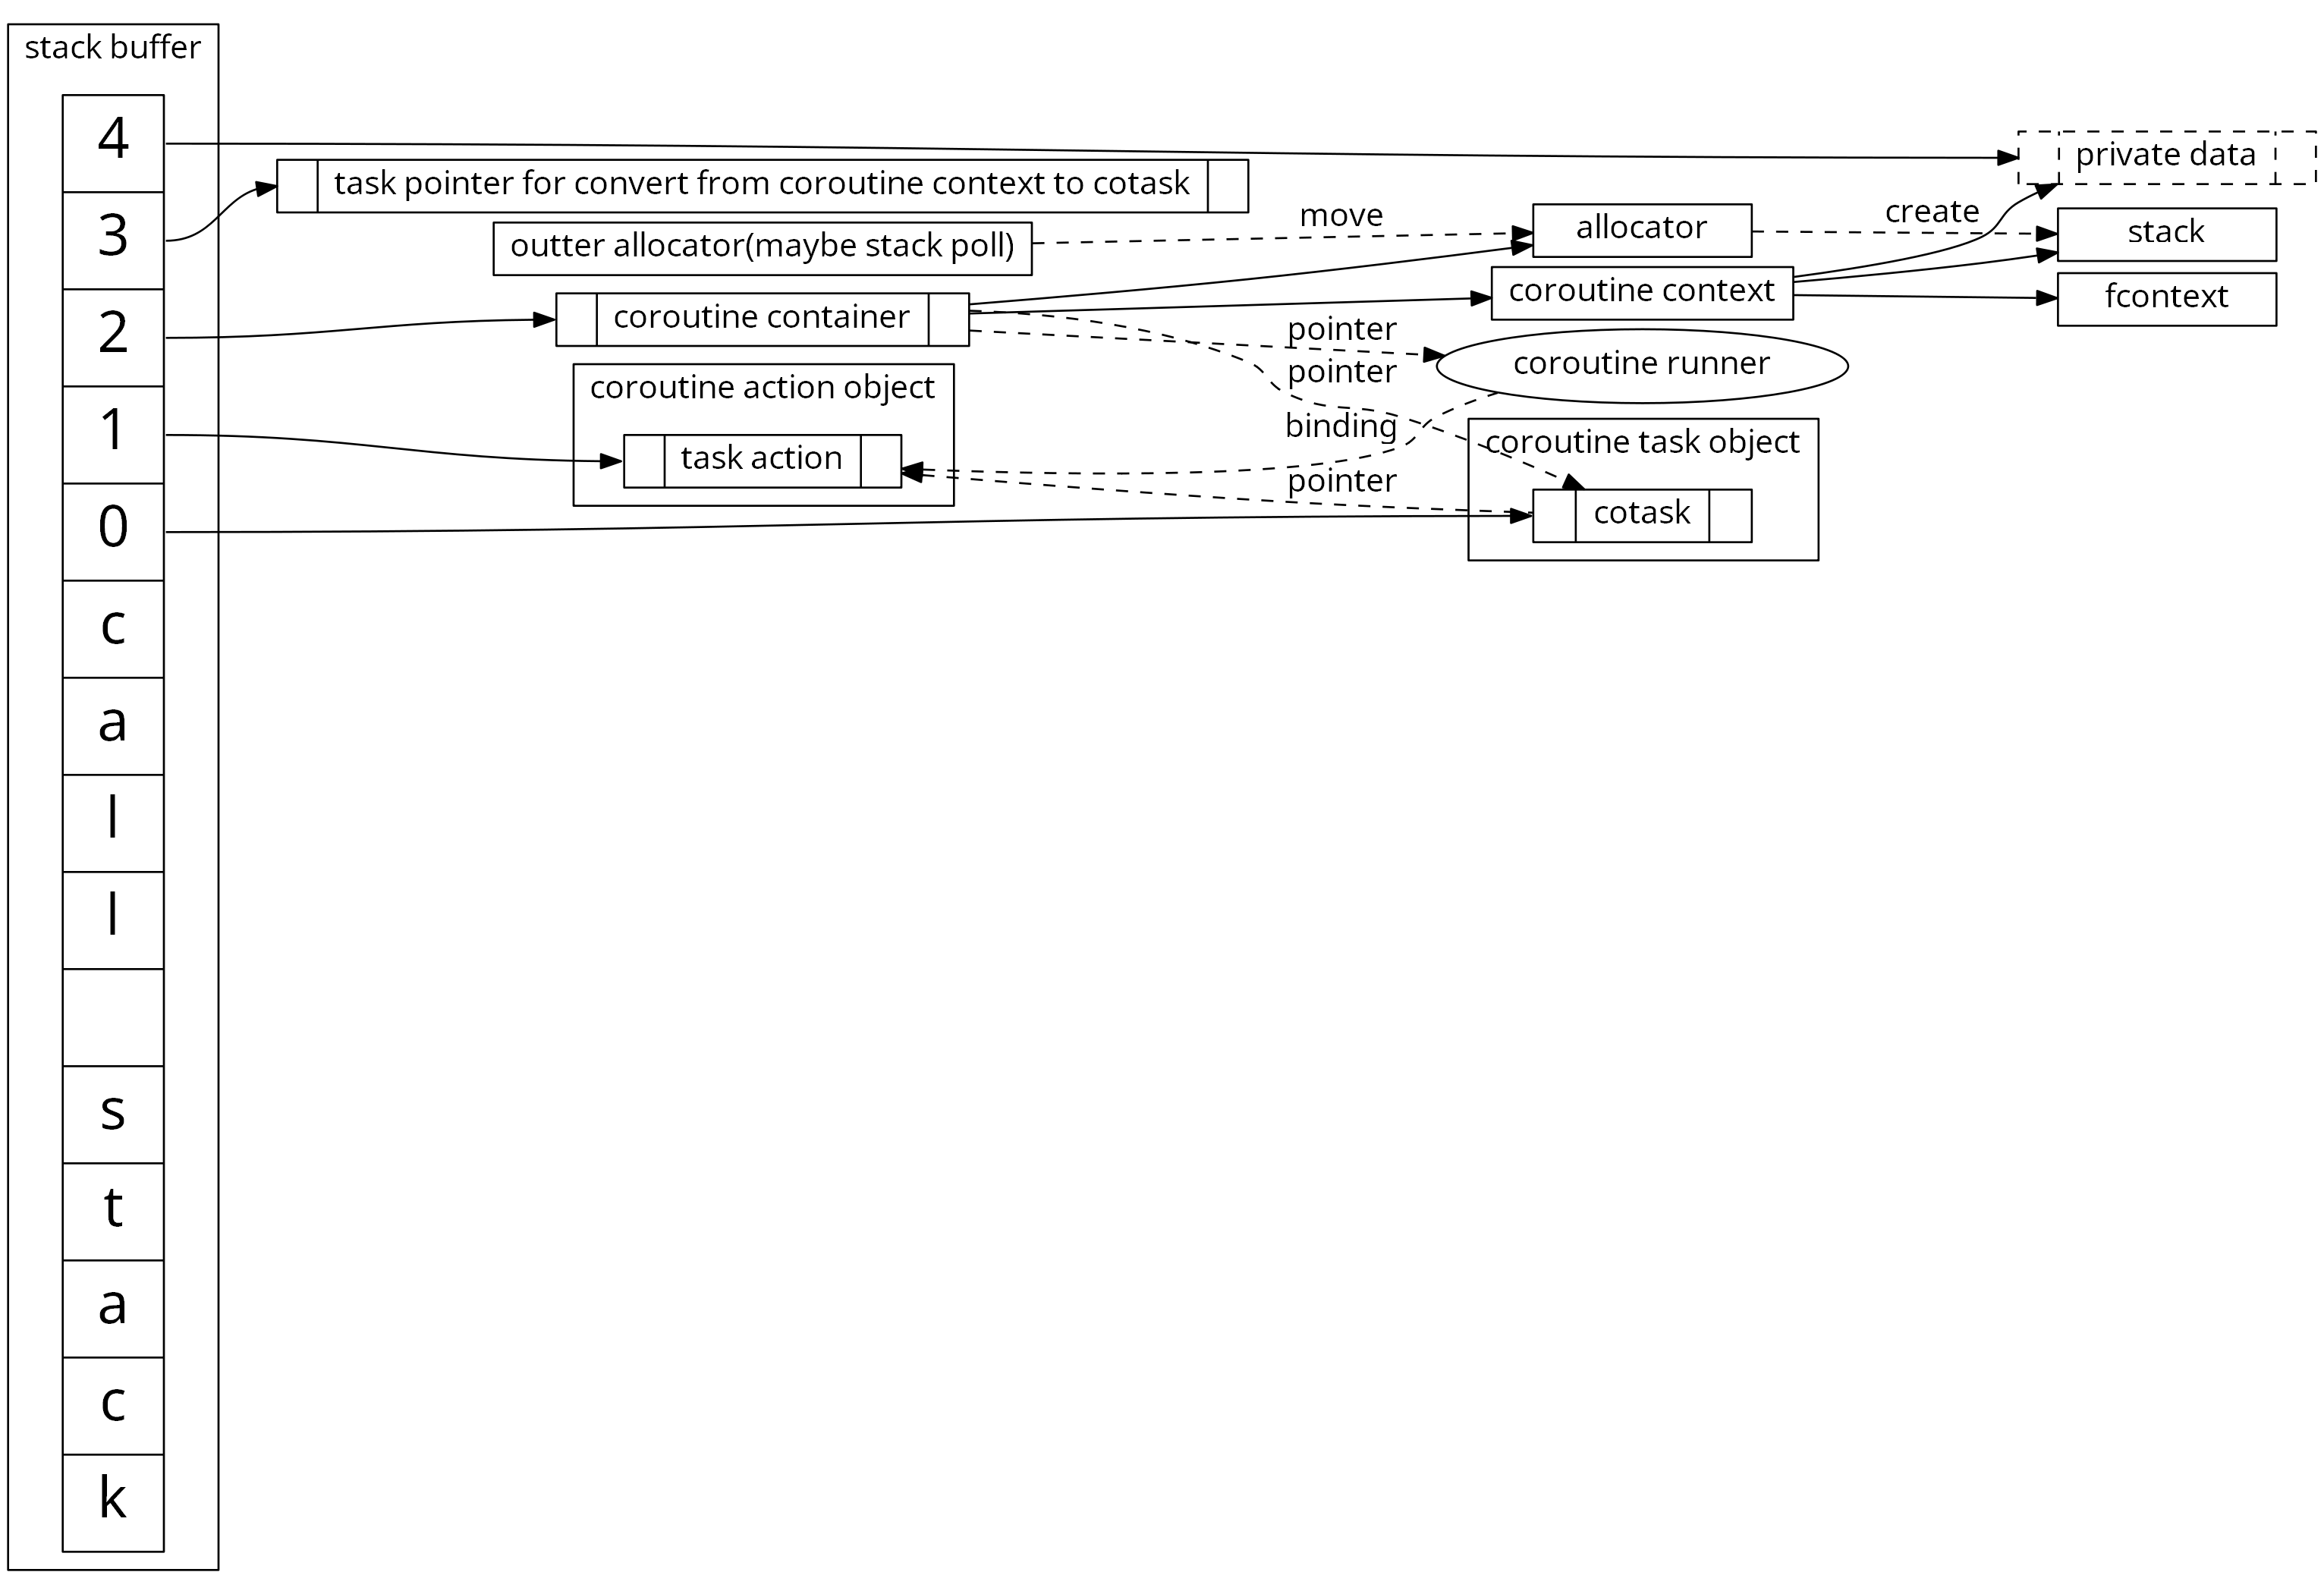 stack buffer
4
3
2
1
0
c
a
l
l
s
t
a
c
k
task pointer for convert from coroutine context to cotask
outter allocator(maybe stack poll)
coroutine container
coroutine action object
task action
move
pointer
pointer
binding
pointer
allocator
coroutine context
coroutine runner
coroutine task object
cotask
create
private data
stack
fcontext